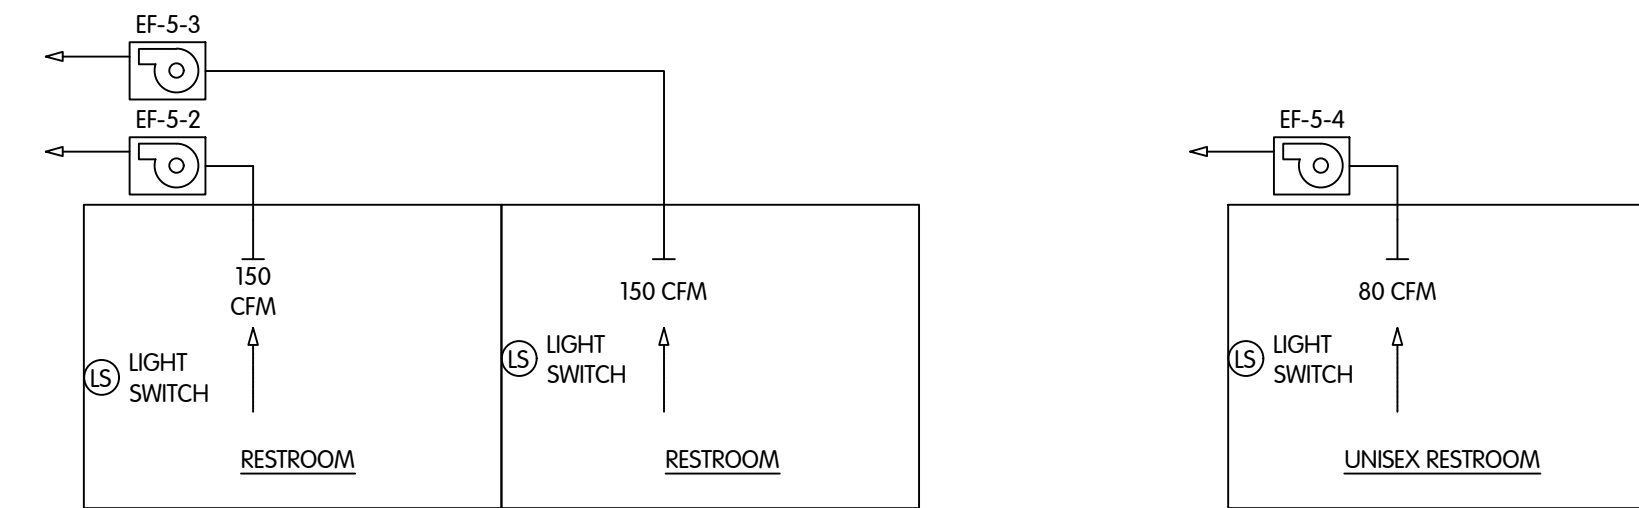 EF-5-3
EF-5-2
150
CFM
LS
LIGHT
SWITCH
RESTROOM
150 CFM
LS
LIGHT
SWITCH
RESTROOM
EF-5-4
80 CFM
LS
LIGHT
SWITCH
UNISEX RESTROOM